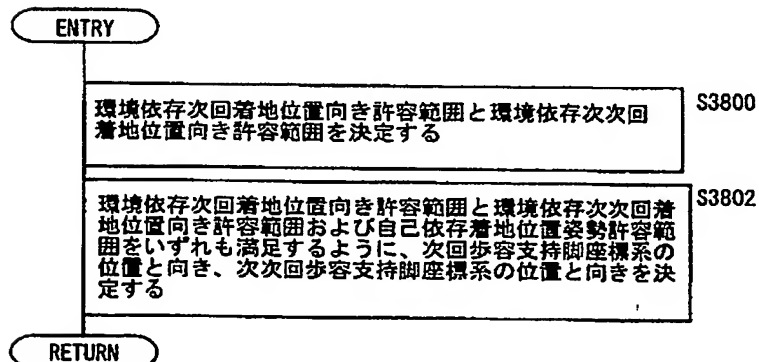 ENTRY
S3800
環境依存次回着地位置向き許容範囲と環境依存次次回
着地位置向き許容範囲を決定する
S3802
環境依存次回着地位置向き許容範囲と環境依存次次回着
地位置向き許容範囲および自己依存着地位置姿勢許容範
囲をいずれも満足するように、次回歩容支持脚座標系の
位置と向き、次次回歩容支持脚座標系の位置と向きを決
定する
RETURN